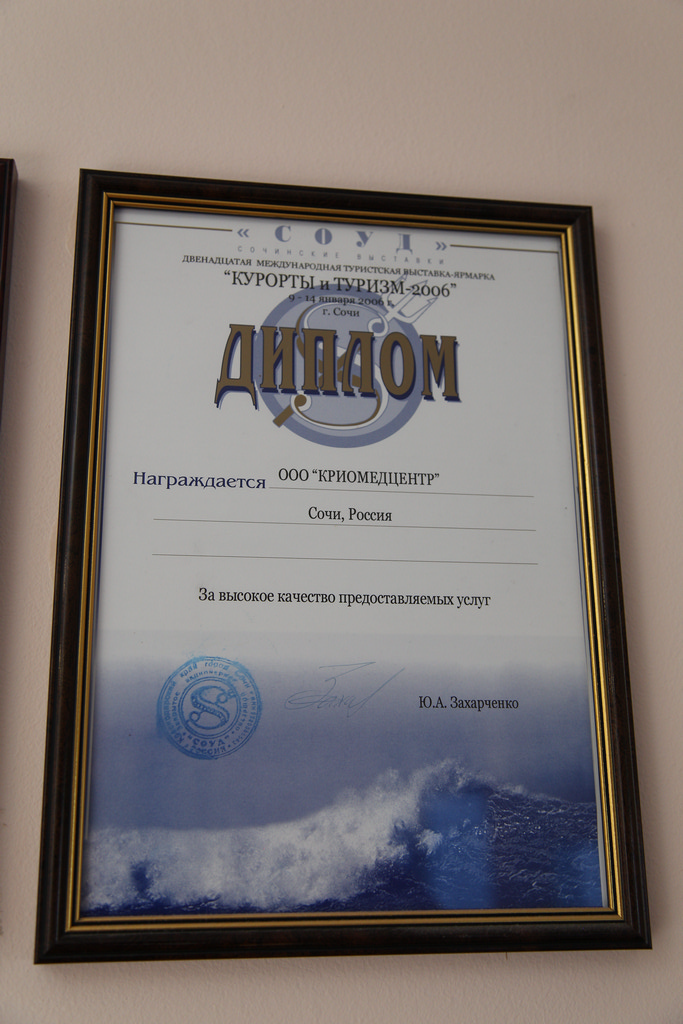 « СОУД »
СОЧИНСКИЕ ВЫСТАВКИ
ДВЕНАДЦАТАЯ МЕЖДУНАРОДНАЯ ТУРИСТСКАЯ ВЫСТАВКА-ЯРМАРКА
“КУРОРТЫ и ТУРИЗМ-2006”
9 - 14 января 2006 г.
г. Сочи
ДИПЛОМ
Награждается ООО “КРИОМЕДЦЕНТР”
Сочи, Россия
За высокое качество предоставляемых услуг
Ю.А. Захарченко
СОУД